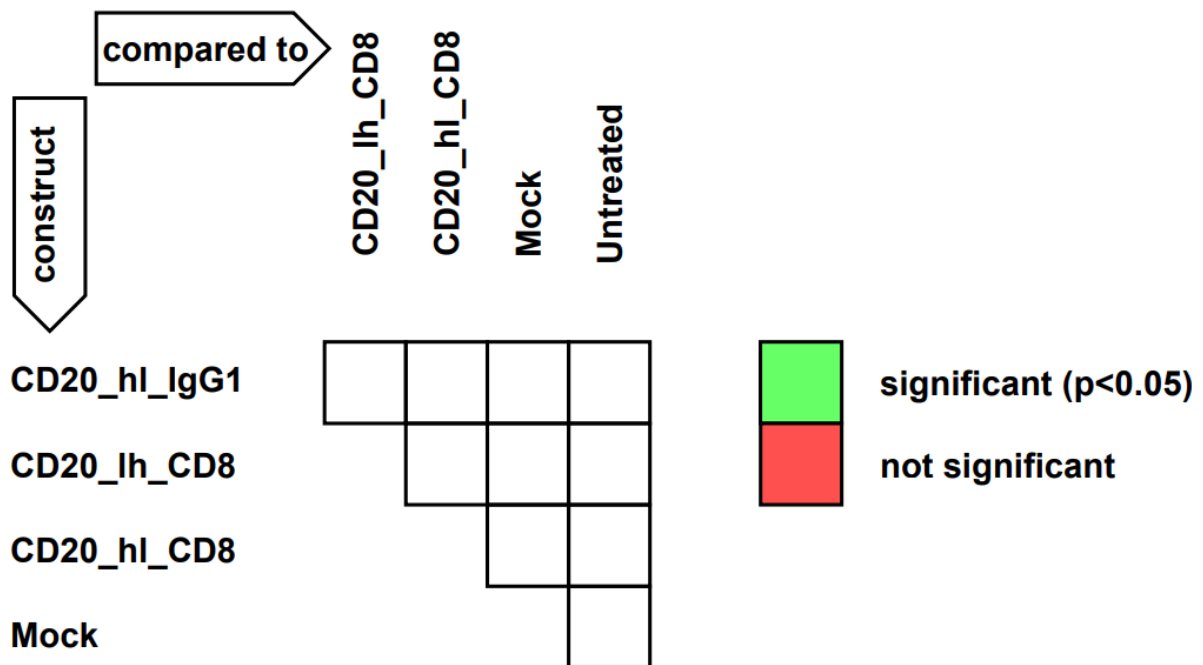 compared to
construct
CD20_lh_CD8
CD20_hl_CD8
Mock
Untreated
CD20_hl_IgG1
CD20_lh_CD8
CD20_hl_CD8
Mock
significant (p<0.05)
not significant